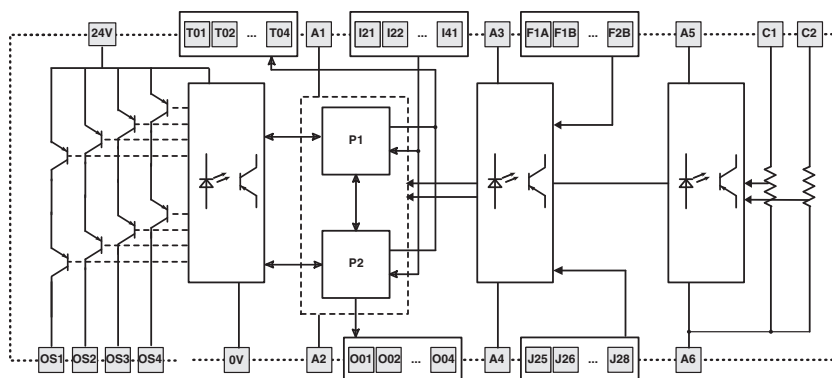 24V T01 T02 ... T04 A1 I21 I22 ... I41 A3 F1A F1B ... F2B A5 C1 C2
P1
P2
OS1 OS2 OS3 OS4 0V A2 O01 O02 ... O04 A4 J25 J26 ... J28 A6